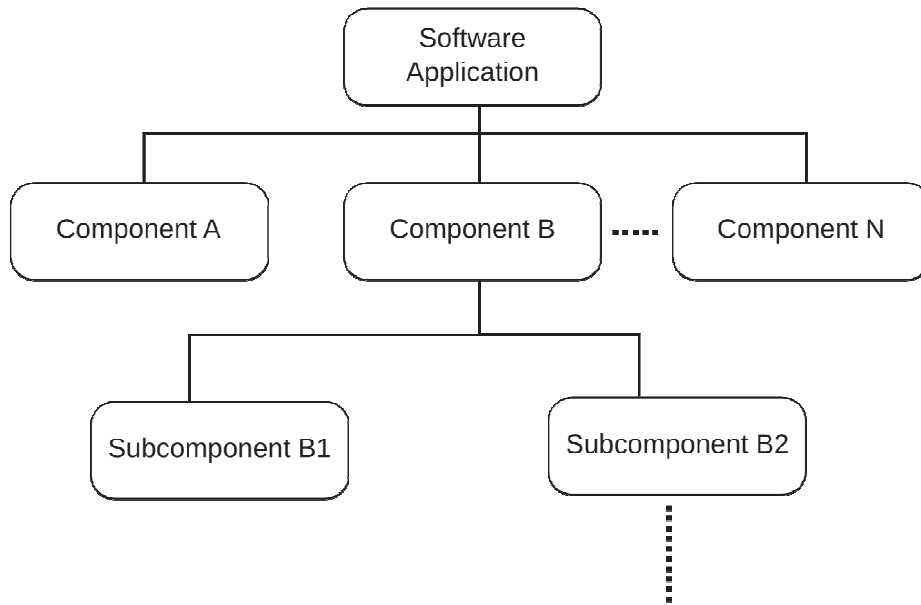 Software
Application
Component A
Component B
Component N
Subcomponent B1
Subcomponent B2